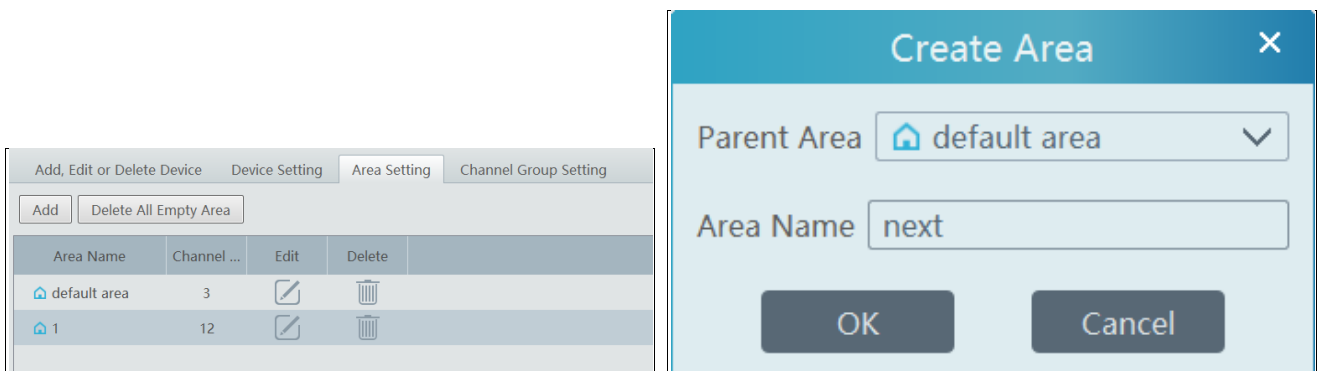 Add, Edit or Delete Device Device Setting Area Setting Channel Group Setting
Add Delete All Empty Area
Area Name Channel ... Edit Delete
default area 3
1 12
Create Area
Parent Area default area
Area Name next
OK Cancel